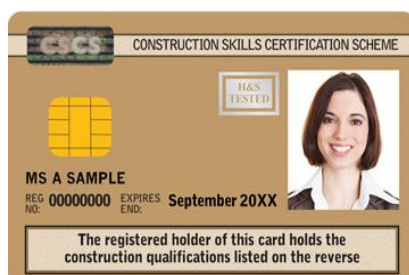 CSCS
CONSTRUCTION SKILLS CERTIFICATION SCHEME
H&S
TESTED
MS A SAMPLE
REG NO: 00000000 EXPIRES END: September 20XX
The registered holder of this card holds the
construction qualifications listed on the reverse